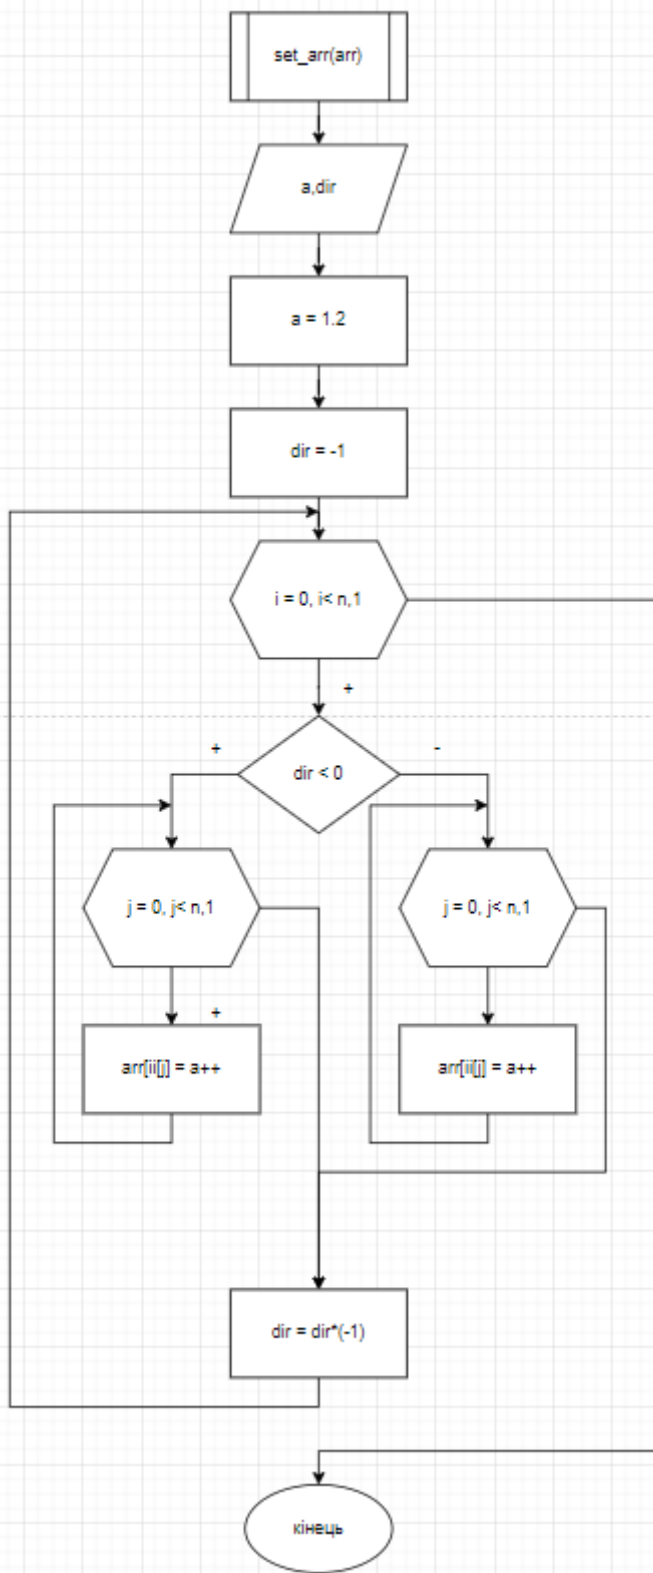 set_arr(arr)
a,dir
a = 1.2
dir = -1
i = 0, i< n,1
+
+
dir < 0
-
j = 0, j< n,1
j = 0, j< n,1
+
arr[ii[j] = a++
arr[ii[j] = a++
dir = dir*(-1)
кінець